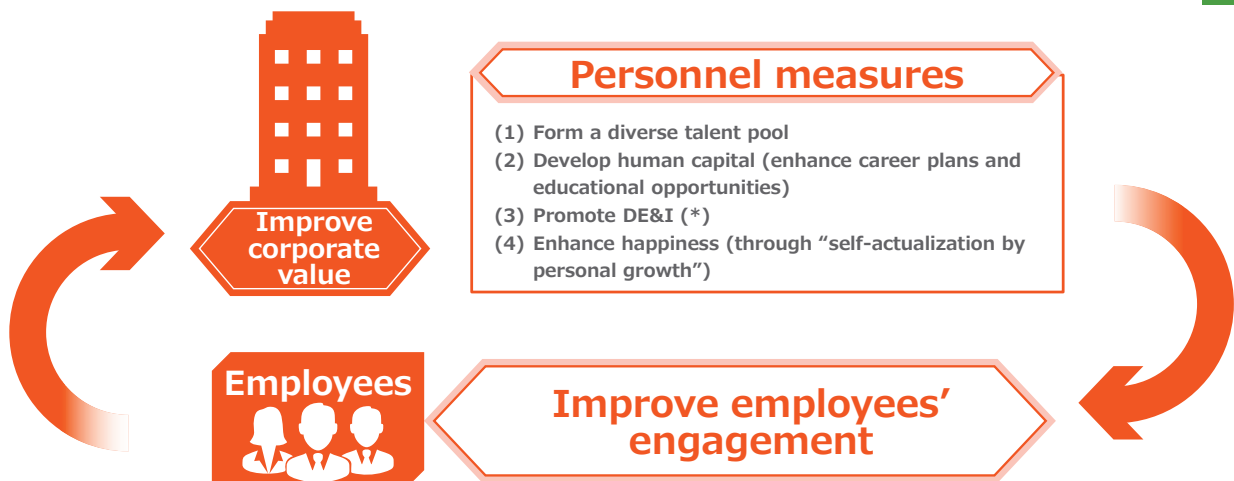 Improve
corporate
value
Personnel measures
(1) Form a diverse talent pool
(2) Develop human capital (enhance career plans and
educational opportunities)
(3) Promote DE&I (*)
(4) Enhance happiness (through “self-actualization by
personal growth”)
Employees
Improve employees’
engagement